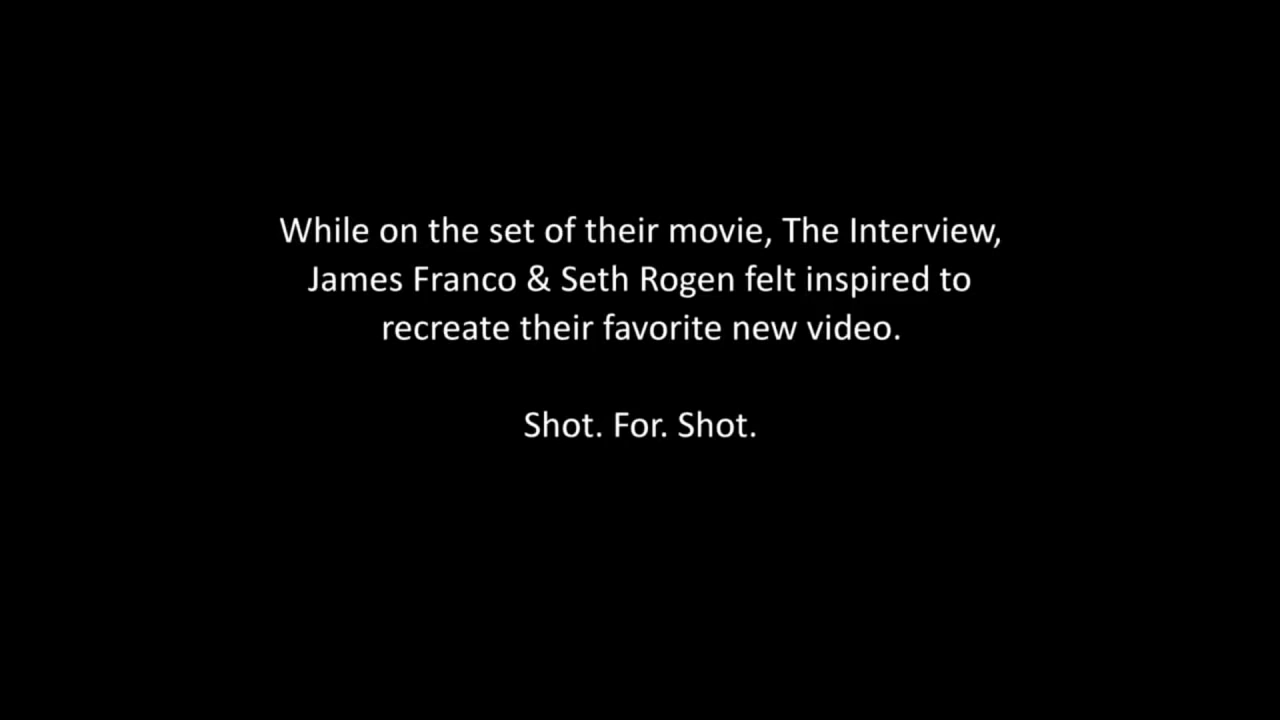 While on the set of their movie, The Interview,
James Franco & Seth Rogen felt inspired to
recreate their favorite new video.
Shot. For. Shot.